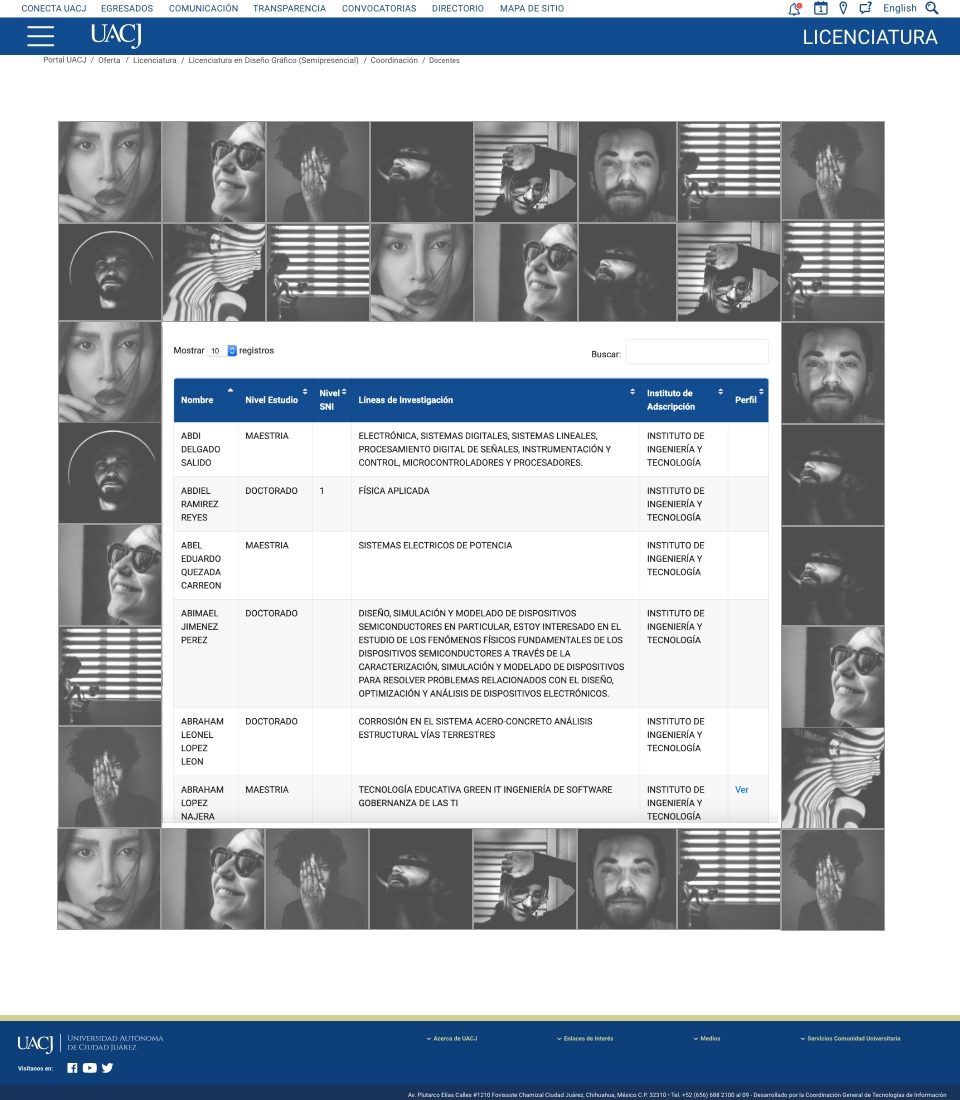 CONECTA UACJ EGRESADOS COMUNICACIÓN TRANSPARENCIA CONVOCATORIAS DIRECTORIO MAPA DE SITIO 1 English
UACJ LICENCIATURA
Portal UACJ / Oferta / Licenciatura / Licenciatura en Diseño Gráfico (Semipresencial) / Coordinación / Docentes
Mostrar 10 registros Buscar:
Nombre Nivel Estudio Nivel SNI Líneas de Investigación Instituto de Adscripción Perfil
ABDI DELGADO SALIDO
MAESTRIA
ELECTRÓNICA, SISTEMAS DIGITALES, SISTEMAS LINEALES,
PROCESAMIENTO DIGITAL DE SEÑALES, INSTRUMENTACIÓN Y
CONTROL, MICROCONTROLADORES Y PROCESADORES.
INSTITUTO DE INGENIERÍA Y TECNOLOGÍA
ABDIEL RAMIREZ REYES
DOCTORADO
1
FÍSICA APLICADA
INSTITUTO DE INGENIERÍA Y TECNOLOGÍA
ABEL EDUARDO QUEZADA CARREON
MAESTRIA
SISTEMAS ELECTRICOS DE POTENCIA
INSTITUTO DE INGENIERÍA Y TECNOLOGÍA
ABIMAEL JIMENEZ PEREZ
DOCTORADO
DISEÑO, SIMULACIÓN Y MODELADO DE DISPOSITIVOS
SEMICONDUCTORES EN PARTICULAR, ESTOY INTERESADO EN EL
ESTUDIO DE LOS FENÓMENOS FÍSICOS FUNDAMENTALES DE LOS
DISPOSITIVOS SEMICONDUCTORES A TRAVÉS DE LA
CARACTERIZACIÓN, SIMULACIÓN Y MODELADO DE DISPOSITIVOS
PARA RESOLVER PROBLEMAS RELACIONADOS CON EL DISEÑO,
OPTIMIZACIÓN Y ANÁLISIS DE DISPOSITIVOS ELECTRÓNICOS.
INSTITUTO DE INGENIERÍA Y TECNOLOGÍA
ABRAHAM LEONEL LOPEZ LEON
DOCTORADO
CORROSIÓN EN EL SISTEMA ACERO-CONCRETO ANÁLISIS
ESTRUCTURAL VÍAS TERRESTRES
INSTITUTO DE INGENIERÍA Y TECNOLOGÍA
ABRAHAM LOPEZ NAJERA
MAESTRIA
TECNOLOGÍA EDUCATIVA GREEN IT INGENIERÍA DE SOFTWARE
GOBERNANZA DE LAS TI
INSTITUTO DE INGENIERÍA Y TECNOLOGÍA
Ver
UACJ UNIVERSIDAD AUTÓNOMA
DE CIUDAD JUÁREZ
Acerca de UACJ Enlaces de Interés Medios Servicios Comunidad Universitaria
Visítanos en:
Av. Plutarco Elías Calles #1210 Fovissste Chamizal Ciudad Juárez, Chihuahua, México C.P. 32310 • Tel. +52 (656) 688 2100 al 09 - Desarrollado por la Coordinación General de Tecnologías de Información